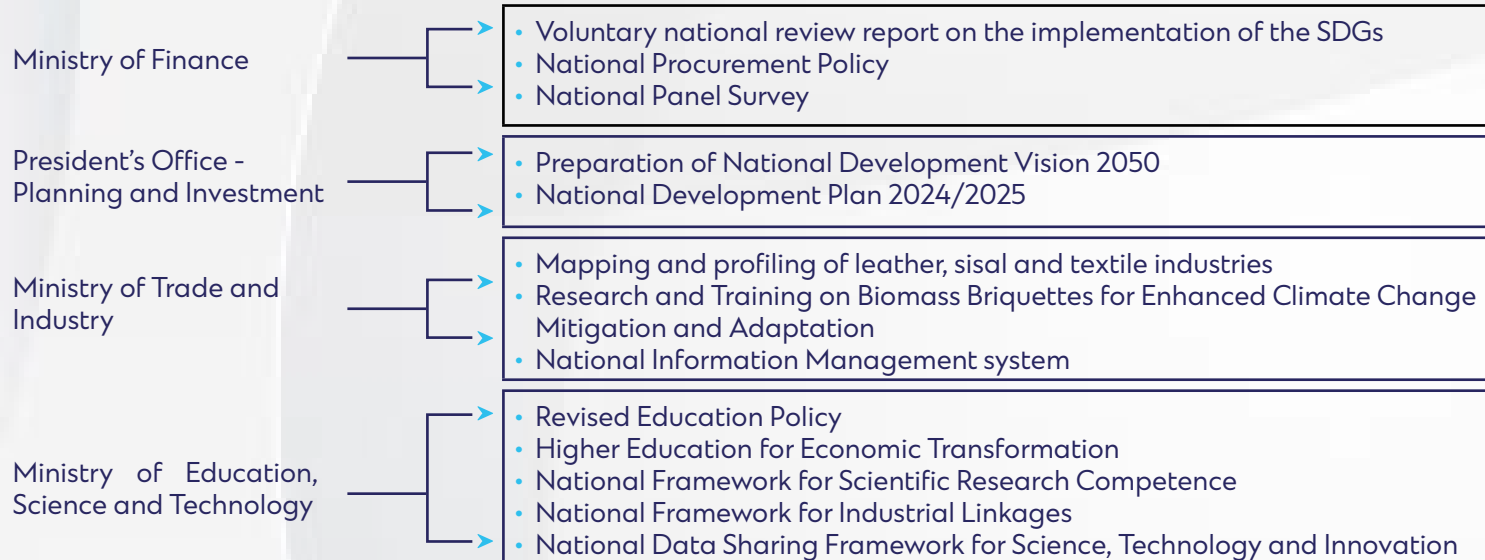 Ministry of Finance
• Voluntary national review report on the implementation of the SDGs
• National Procurement Policy
• National Panel Survey
President’s Office -
Planning and Investment
• Preparation of National Development Vision 2050
• National Development Plan 2024/2025
Ministry of Trade and
Industry
• Mapping and profiling of leather, sisal and textile industries
• Research and Training on Biomass Briquettes for Enhanced Climate Change
Mitigation and Adaptation
• National Information Management system
Ministry of Education,
Science and Technology
• Revised Education Policy
• Higher Education for Economic Transformation
• National Framework for Scientific Research Competence
• National Framework for Industrial Linkages
• National Data Sharing Framework for Science, Technology and Innovation